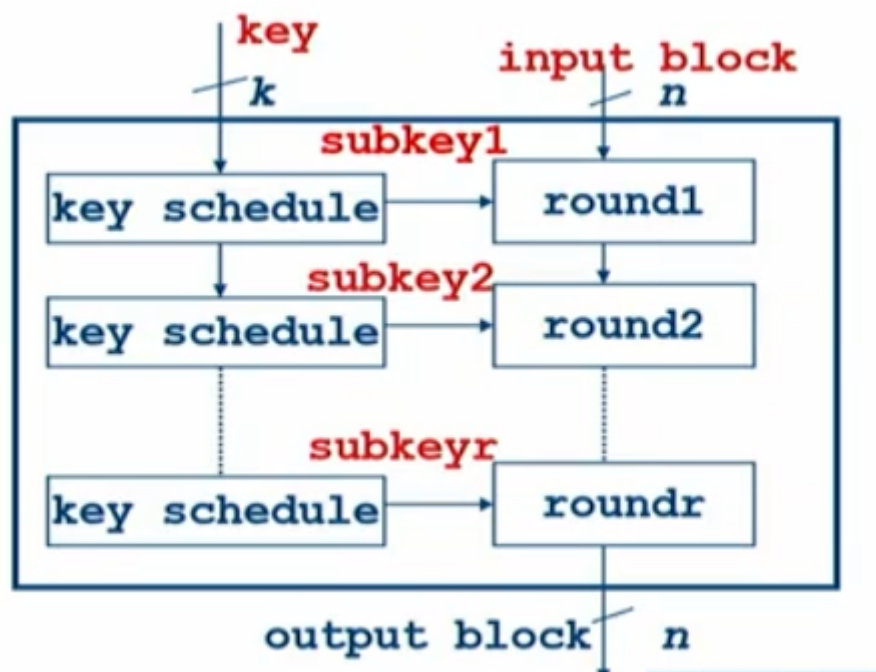 key
input block
k
n
subkey1
key schedule
round1
subkey2
key schedule
round2
subkeyr
key schedule
roundr
output block
n